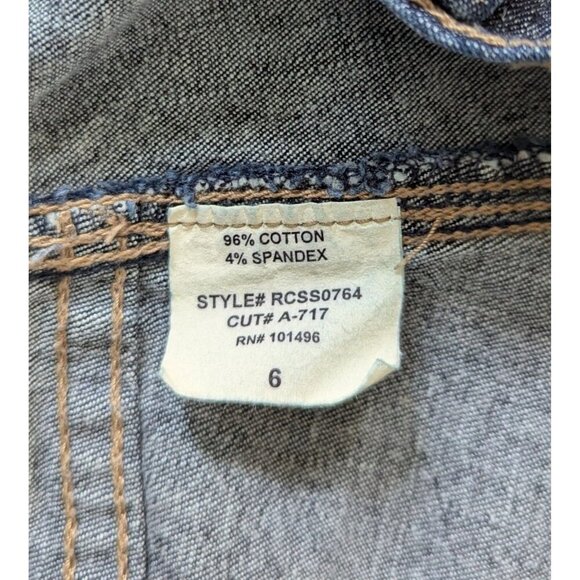 96% COTTON
4% SPANDEX
STYLE# RCSS0764
CUT# A-717
RN# 101496
6